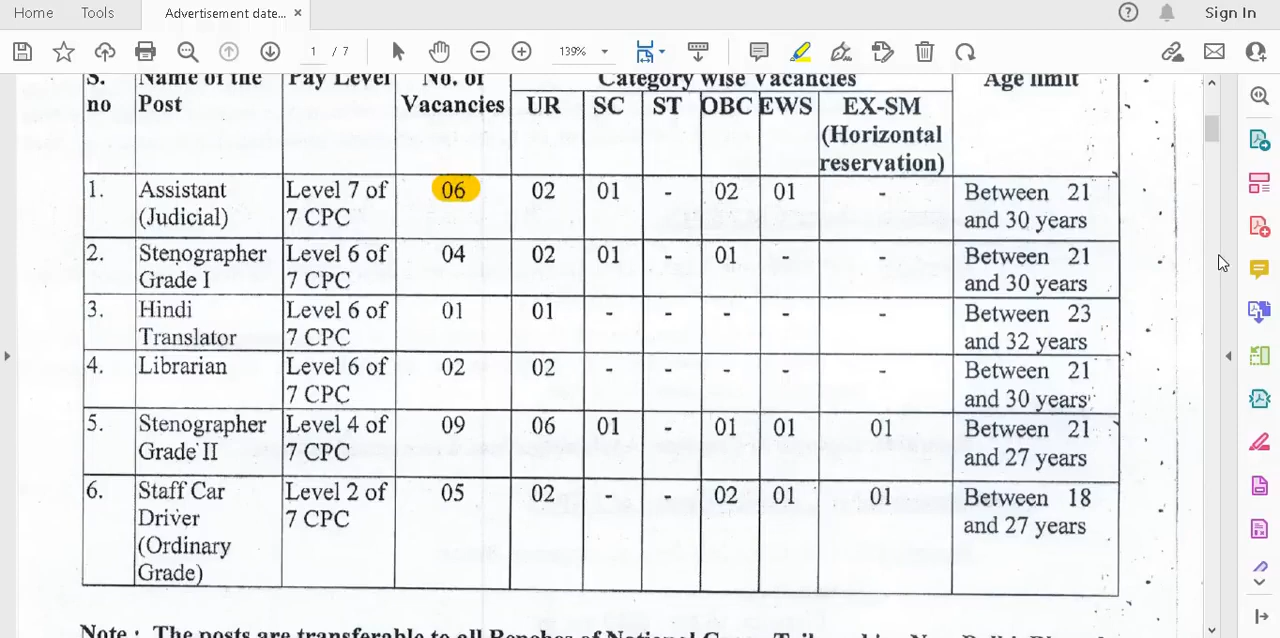 Home Tools Advertisement date... × Sign In
1 / 7 139%
S. Name of the Pay Level No. of Category Wise Vacancies Age limit
no Post Vacancies UR SC ST OBC EWS EX-SM
(Horizontal
reservation)
1. Assistant Level 7 of 06 02 01 - 02 01 - Between 21
(Judicial) 7 CPC and 30 years
2. Stenographer Level 6 of 04 02 01 - 01 - - Between 21
Grade I 7 CPC and 30 years
3. Hindi Level 6 of 01 01 - - - - - Between 23
Translator 7 CPC and 32 years
4. Librarian Level 6 of 02 02 - - - - - Between 21
7 CPC and 30 years
5. Stenographer Level 4 of 09 06 01 - 01 01 01 Between 21
Grade II 7 CPC and 27 years
6. Staff Car Level 2 of 05 02 - - 02 01 01 Between 18
Driver 7 CPC and 27 years
(Ordinary
Grade)
Note : The posts are transferable to all Benches of National Green